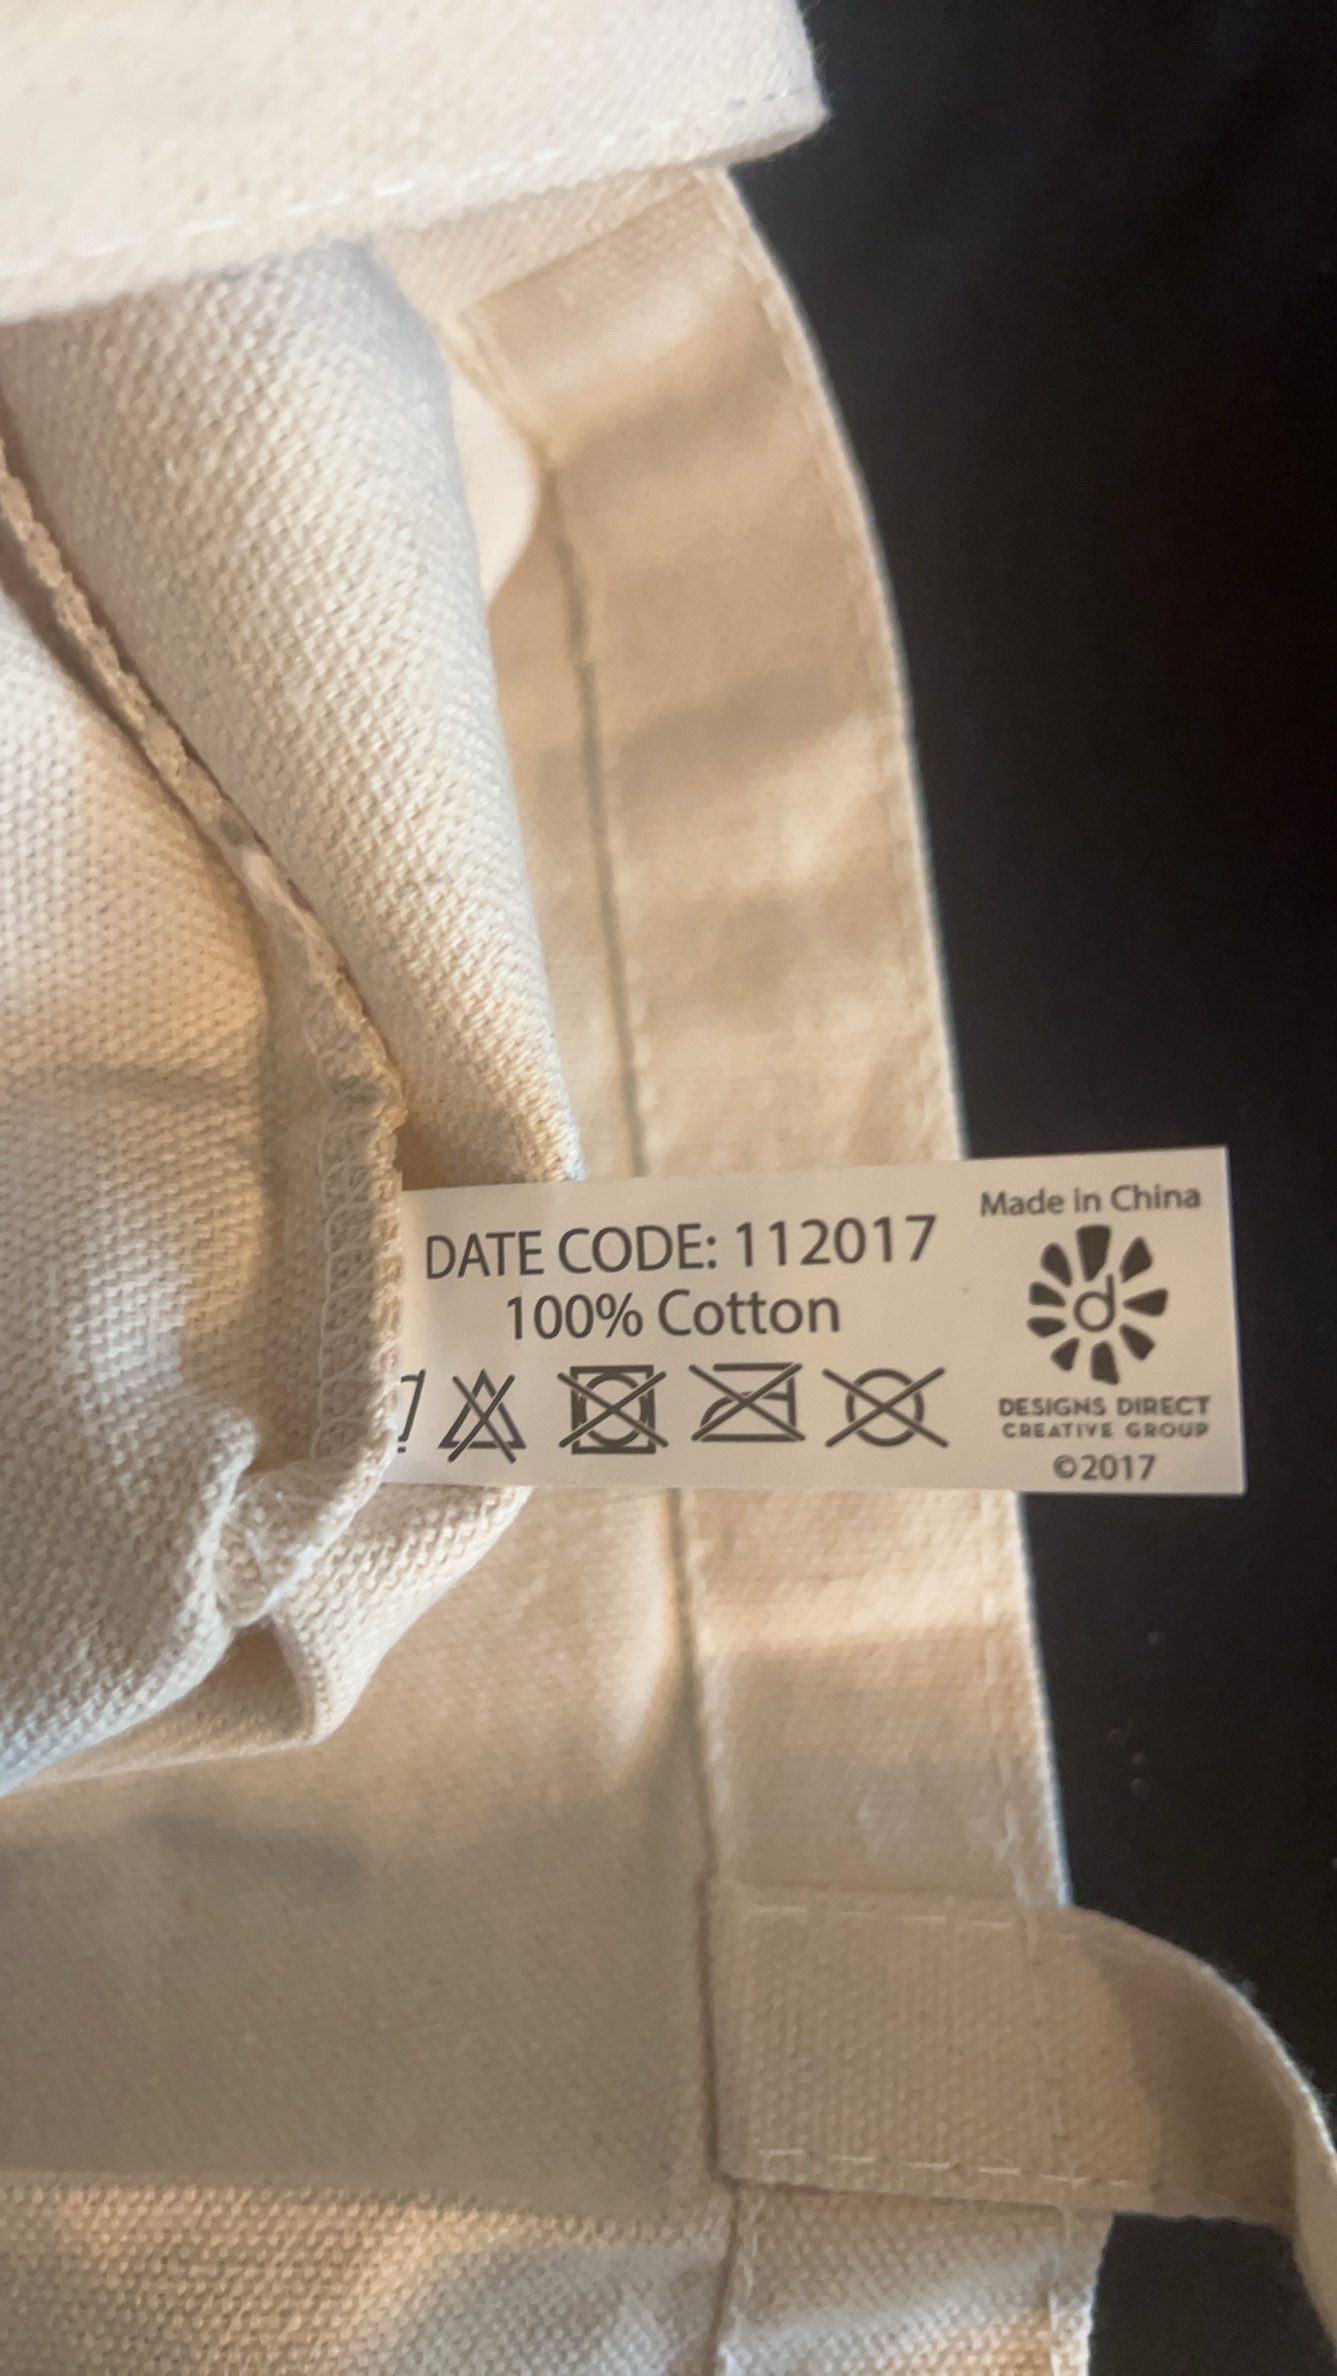 DATE CODE: 112017
100% Cotton
Made in China
d
DESIGNS DIRECT
CREATIVE GROUP
©2017